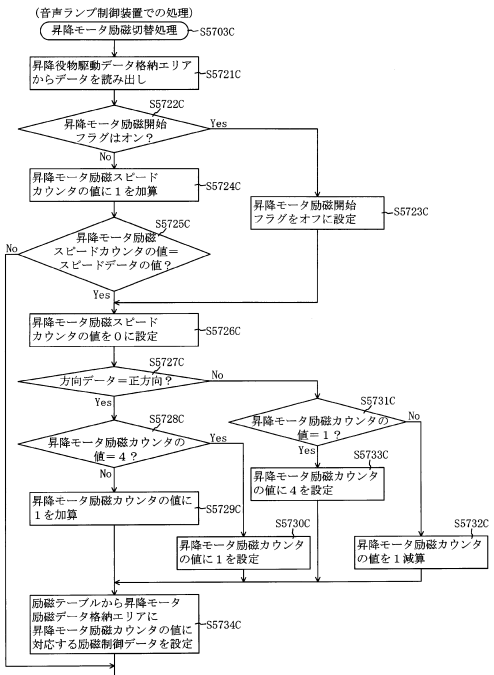 (音声ランプ制御装置での処理)
昇降モータ励磁切替処理
S5703C
昇降役物駆動データ格納エリア
からデータを読み出し
S5721C
S5722C
昇降モータ励磁開始
フラグはオン?
Yes
No
昇降モータ励磁スピード
カウンタの値に1を加算
S5724C
昇降モータ励磁開始
フラグをオフに設定
S5723C
S5725C
昇降モータ励磁
スピードカウンタの値=
スピードデータの値?
No
Yes
昇降モータ励磁スピード
カウンタの値を0に設定
S5726C
S5727C
方向データ=正方向?
No
Yes
S5728C
昇降モータ励磁カウンタの
値=4?
Yes
No
S5731C
昇降モータ励磁カウンタの
値=1?
No
Yes
S5733C
昇降モータ励磁カウンタ
の値に4を設定
昇降モータ励磁カウンタの値に
1を加算
S5729C
S5730C
昇降モータ励磁カウンタ
の値に1を設定
S5732C
昇降モータ励磁カウンタ
の値を1減算
励磁テーブルから昇降モータ
励磁データ格納エリアに
昇降モータ励磁カウンタの値に
対応する励磁制御データを設定
S5734C